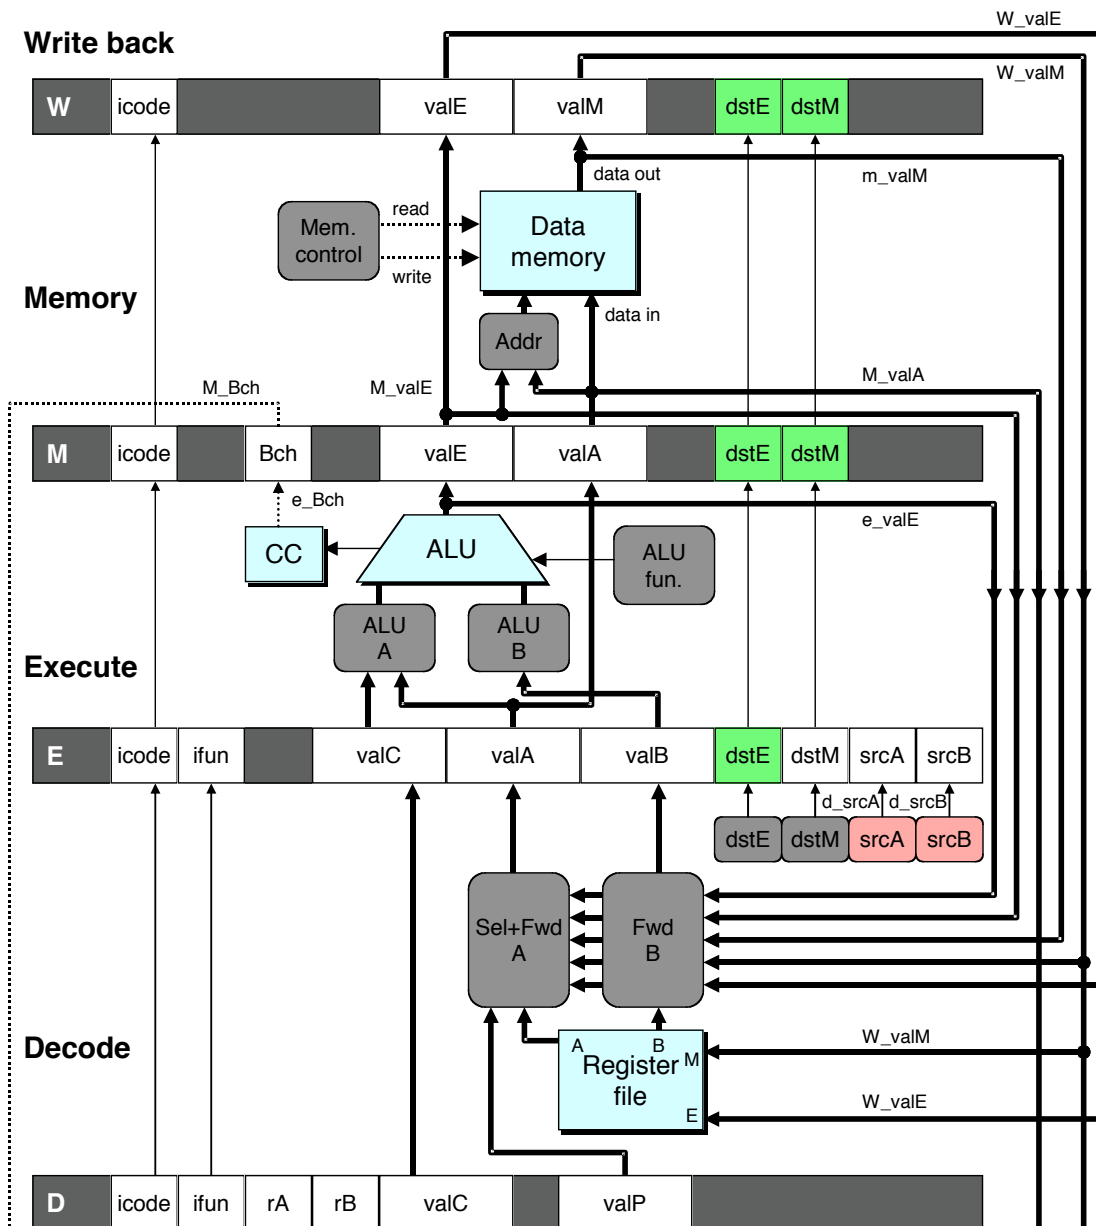 W_valE
Write back
W_valM
W icode valE valM dstE dstM
data out
m_valM
read
Mem.
control
Data
memory
write
Memory
data in
Addr
M_Bch
M_valE
M_valA
M icode Bch valE valA dstE dstM
e_Bch
e_valE
CC
ALU
ALU
fun.
ALU
A
ALU
B
Execute
E icode ifun valC valA valB dstE dstM srcA srcB
d_srcA d_srcB
dstE dstM srcA srcB
Sel+Fwd
A
Fwd
B
Decode
A B
W_valM
Register
file
M
W_valE
E
D icode ifun rA rB valC valP